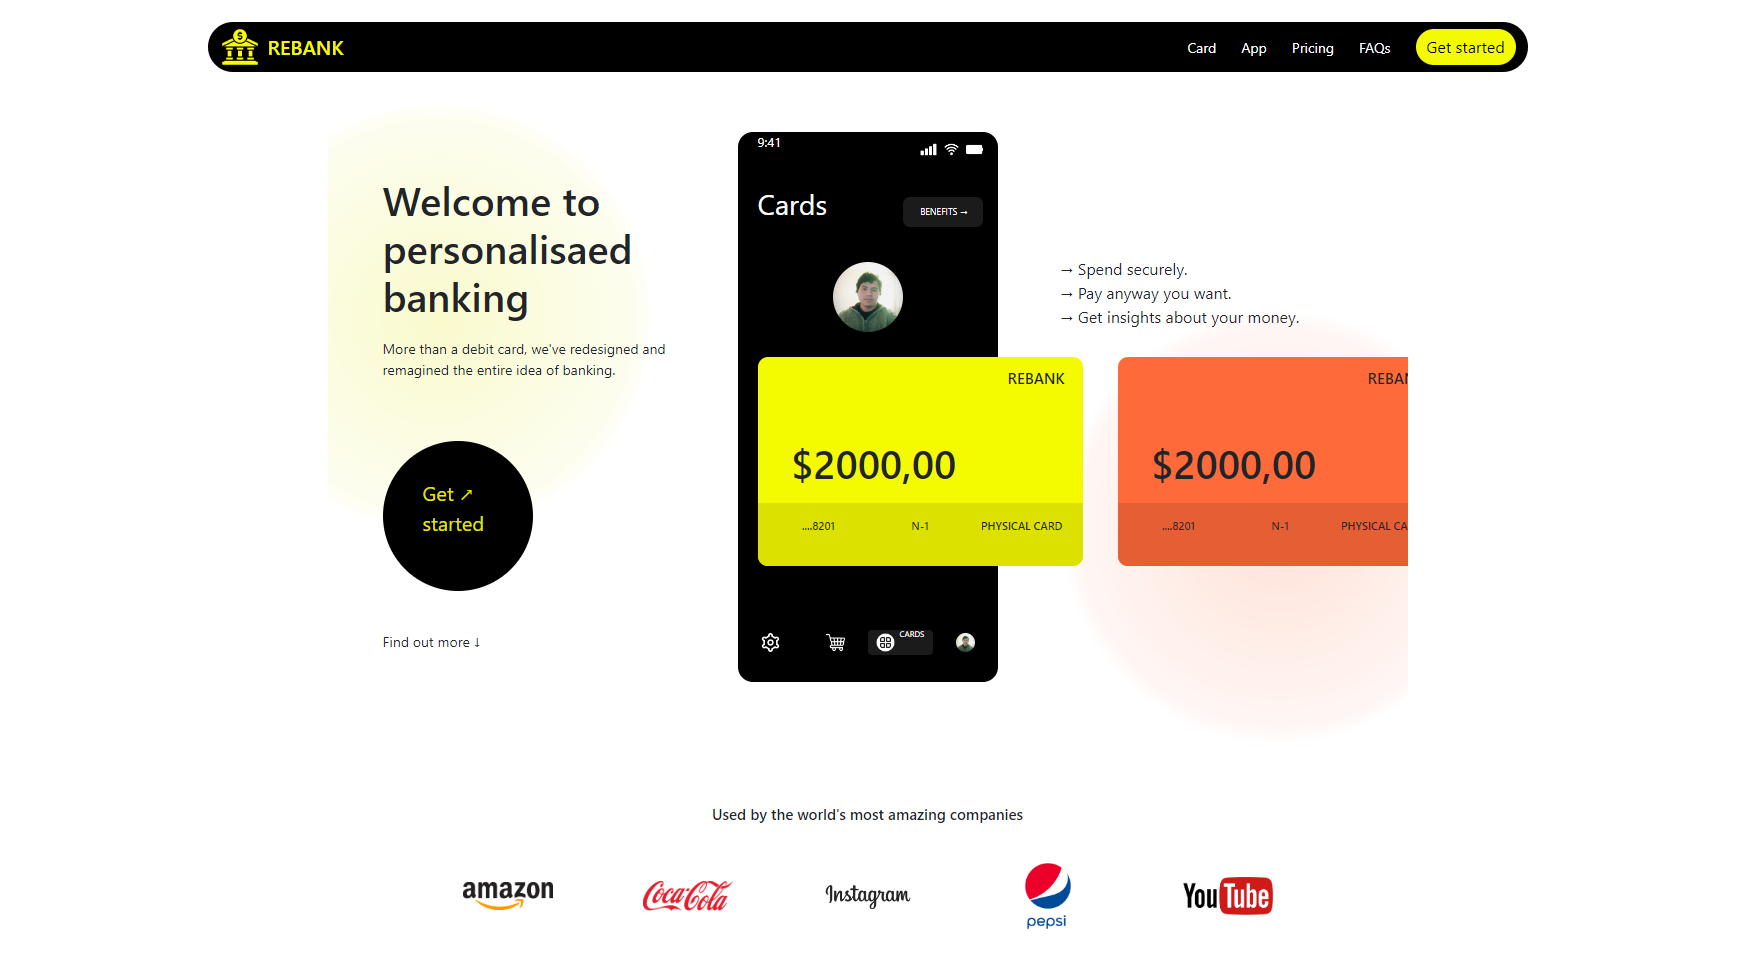 REBANK
Card
App
Pricing
FAQs
Get started
Welcome to
personalisaed
banking
More than a debit card, we've redesigned and
remagined the entire idea of banking.
Get ↗
started
Find out more ↓
9:41
Cards
BENEFITS →
→ Spend securely.
→ Pay anyway you want.
→ Get insights about your money.
REBANK
$2000,00
....8201
N-1
PHYSICAL CARD
REBAN
$2000,00
....8201
N-1
PHYSICAL CA
CARDS
Used by the world's most amazing companies
amazon
Coca-Cola
Instagram
pepsi
YouTube